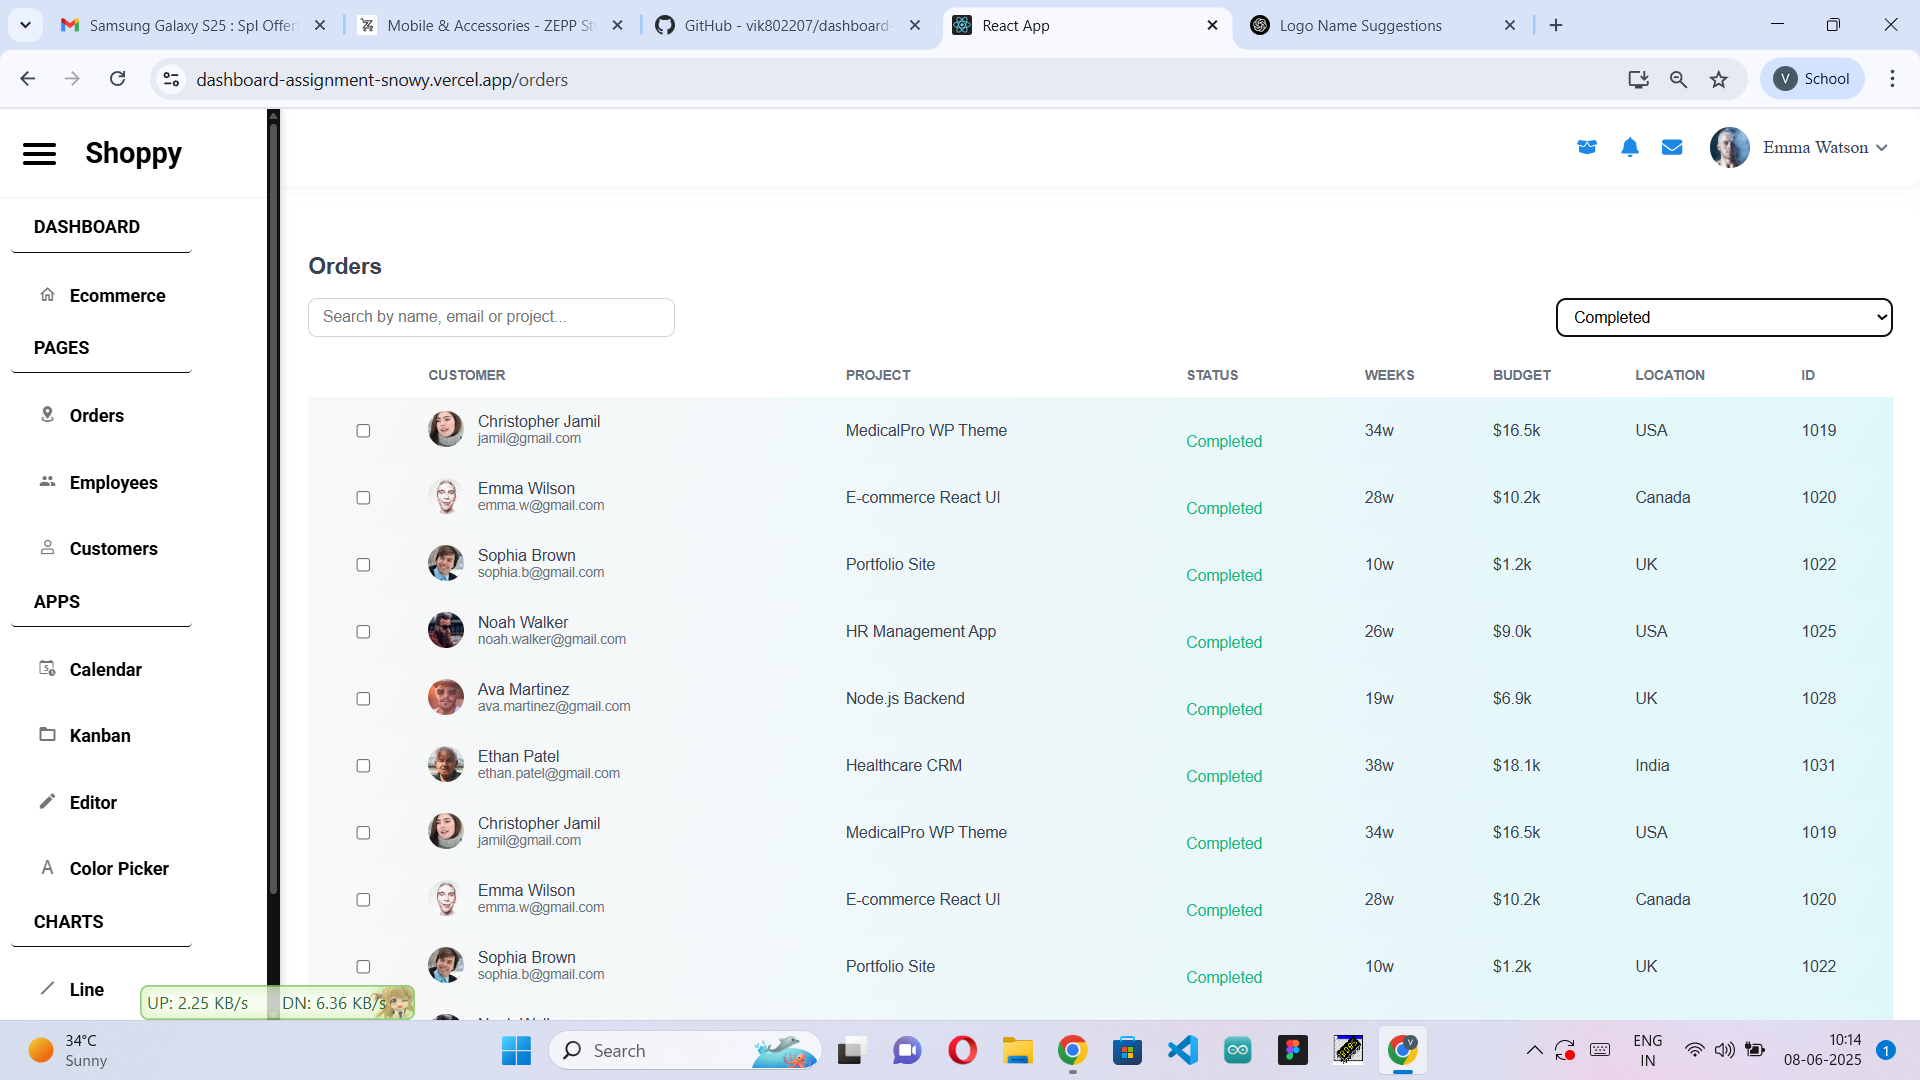 Samsung Galaxy S25 : Spl Offer
Mobile & Accessories - ZEPP St
GitHub - vik802207/dashboard-
React App
Logo Name Suggestions
dashboard-assignment-snowy.vercel.app/orders
V School
Shoppy
Emma Watson
DASHBOARD
Ecommerce
PAGES
Orders
Employees
Customers
APPS
Calendar
Kanban
Editor
Color Picker
CHARTS
Line
Orders
Search by name, email or project...
Completed
CUSTOMER PROJECT STATUS WEEKS BUDGET LOCATION ID
Christopher Jamil
jamil@gmail.com
MedicalPro WP Theme Completed 34w $16.5k USA 1019
Emma Wilson
emma.w@gmail.com
E-commerce React UI Completed 28w $10.2k Canada 1020
Sophia Brown
sophia.b@gmail.com
Portfolio Site Completed 10w $1.2k UK 1022
Noah Walker
noah.walker@gmail.com
HR Management App Completed 26w $9.0k USA 1025
Ava Martinez
ava.martinez@gmail.com
Node.js Backend Completed 19w $6.9k UK 1028
Ethan Patel
ethan.patel@gmail.com
Healthcare CRM Completed 38w $18.1k India 1031
Christopher Jamil
jamil@gmail.com
MedicalPro WP Theme Completed 34w $16.5k USA 1019
Emma Wilson
emma.w@gmail.com
E-commerce React UI Completed 28w $10.2k Canada 1020
Sophia Brown
sophia.b@gmail.com
Portfolio Site Completed 10w $1.2k UK 1022
UP: 2.25 KB/s DN: 6.36 KB/s
34°C
Sunny
Search
ENG
IN
10:14
08-06-2025
1